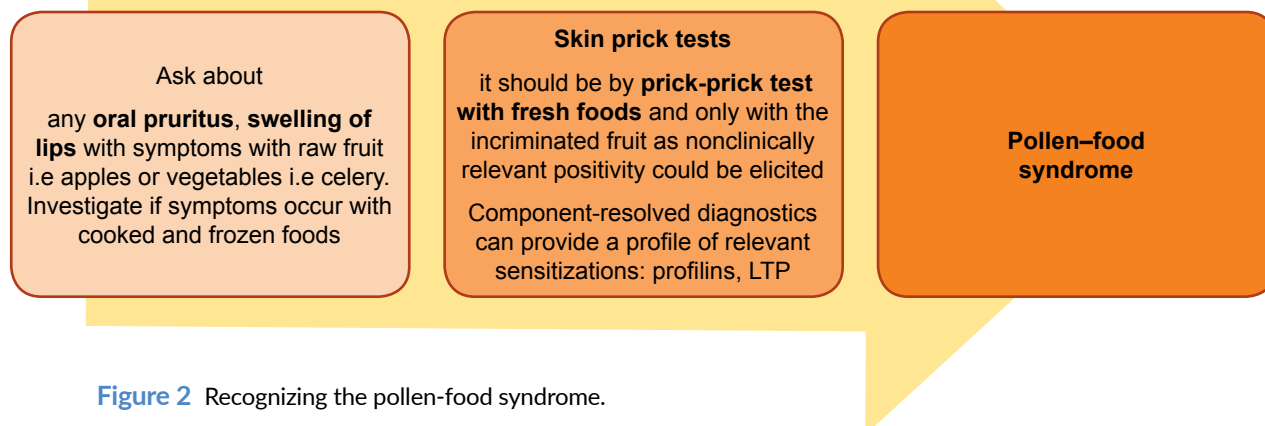 Ask about
any oral pruritus, swelling of
lips with symptoms with raw fruit
i.e apples or vegetables i.e celery.
Investigate if symptoms occur with
cooked and frozen foods
Skin prick tests
it should be by prick-prick test
with fresh foods and only with the
incriminated fruit as nonclinically
relevant positivity could be elicited
Component-resolved diagnostics
can provide a profile of relevant
sensitizations: profilins, LTP
Pollen–food
syndrome
Figure 2 Recognizing the pollen-food syndrome.